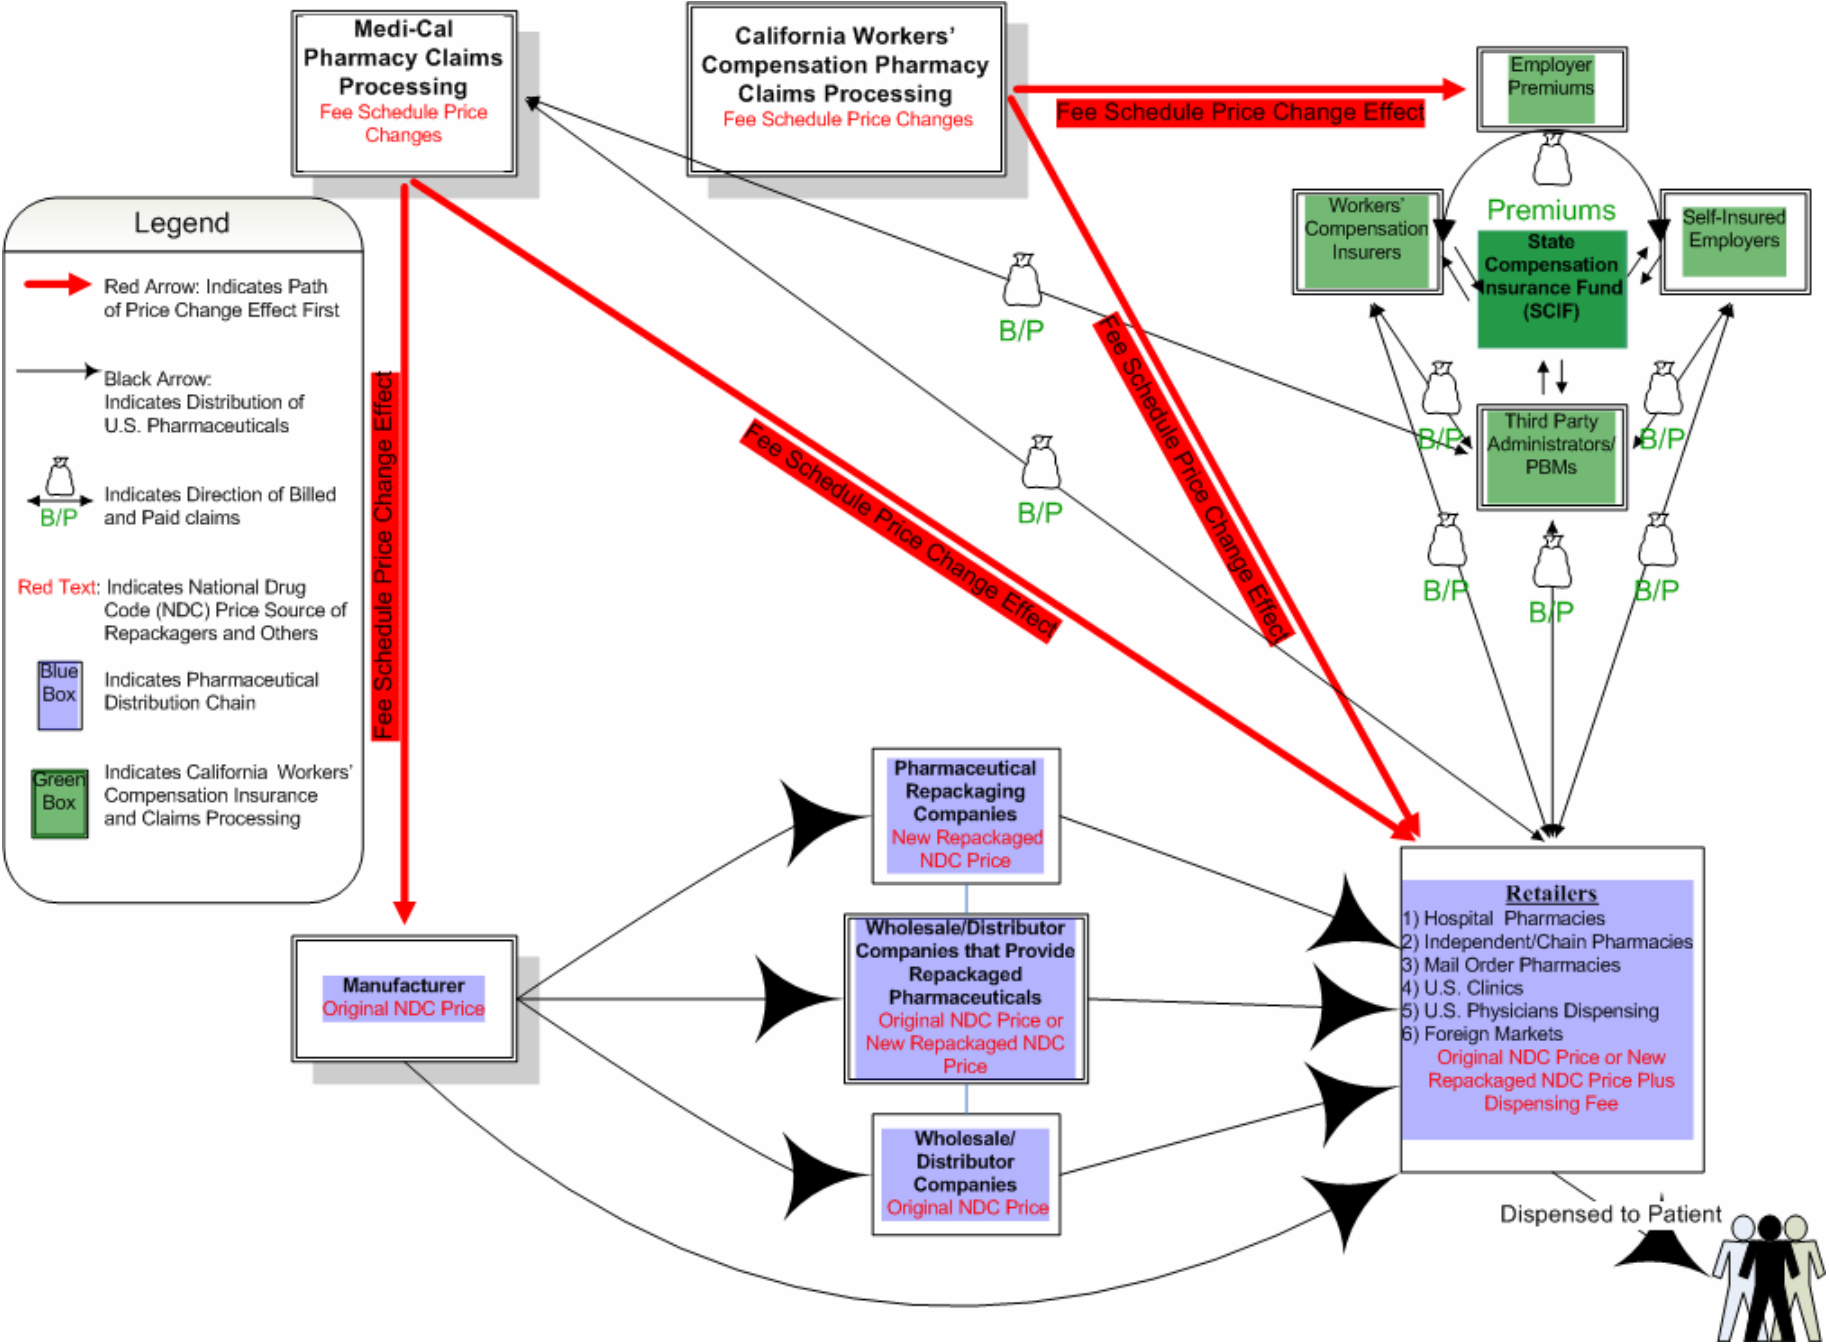 Medi-Cal
Pharmacy Claims
Processing
Fee Schedule Price
Changes
California Workers’
Compensation Pharmacy
Claims Processing
Fee Schedule Price Changes
Fee Schedule Price Change Effect
Employer
Premiums
Workers’
Compensation
Insurers
Premiums
State
Compensation
Insurance Fund
(SCIF)
Self-Insured
Employers
Third Party
Administrators/
PBMs
B/P
B/P
B/P
B/P
B/P
B/P
B/P
Fee Schedule Price Change Effect
Fee Schedule Price Change Effect
Fee Schedule Price Change Effect
Legend
Red Arrow: Indicates Path
of Price Change Effect First
Black Arrow:
Indicates Distribution of
U.S. Pharmaceuticals
B/P
Indicates Direction of Billed
and Paid claims
Red Text: Indicates National Drug
Code (NDC) Price Source of
Repackagers and Others
Blue
Box
Indicates Pharmaceutical
Distribution Chain
Green
Box
Indicates California Workers’
Compensation Insurance
and Claims Processing
Manufacturer
Original NDC Price
Pharmaceutical
Repackaging
Companies
New Repackaged
NDC Price
Wholesale/Distributor
Companies that Provide
Repackaged
Pharmaceuticals
Original NDC Price or
New Repackaged NDC
Price
Wholesale/
Distributor
Companies
Original NDC Price
Retailers
1) Hospital Pharmacies
2) Independent/Chain Pharmacies
3) Mail Order Pharmacies
4) U.S. Clinics
5) U.S. Physicians Dispensing
6) Foreign Markets
Original NDC Price or New
Repackaged NDC Price Plus
Dispensing Fee
Dispensed to Patient